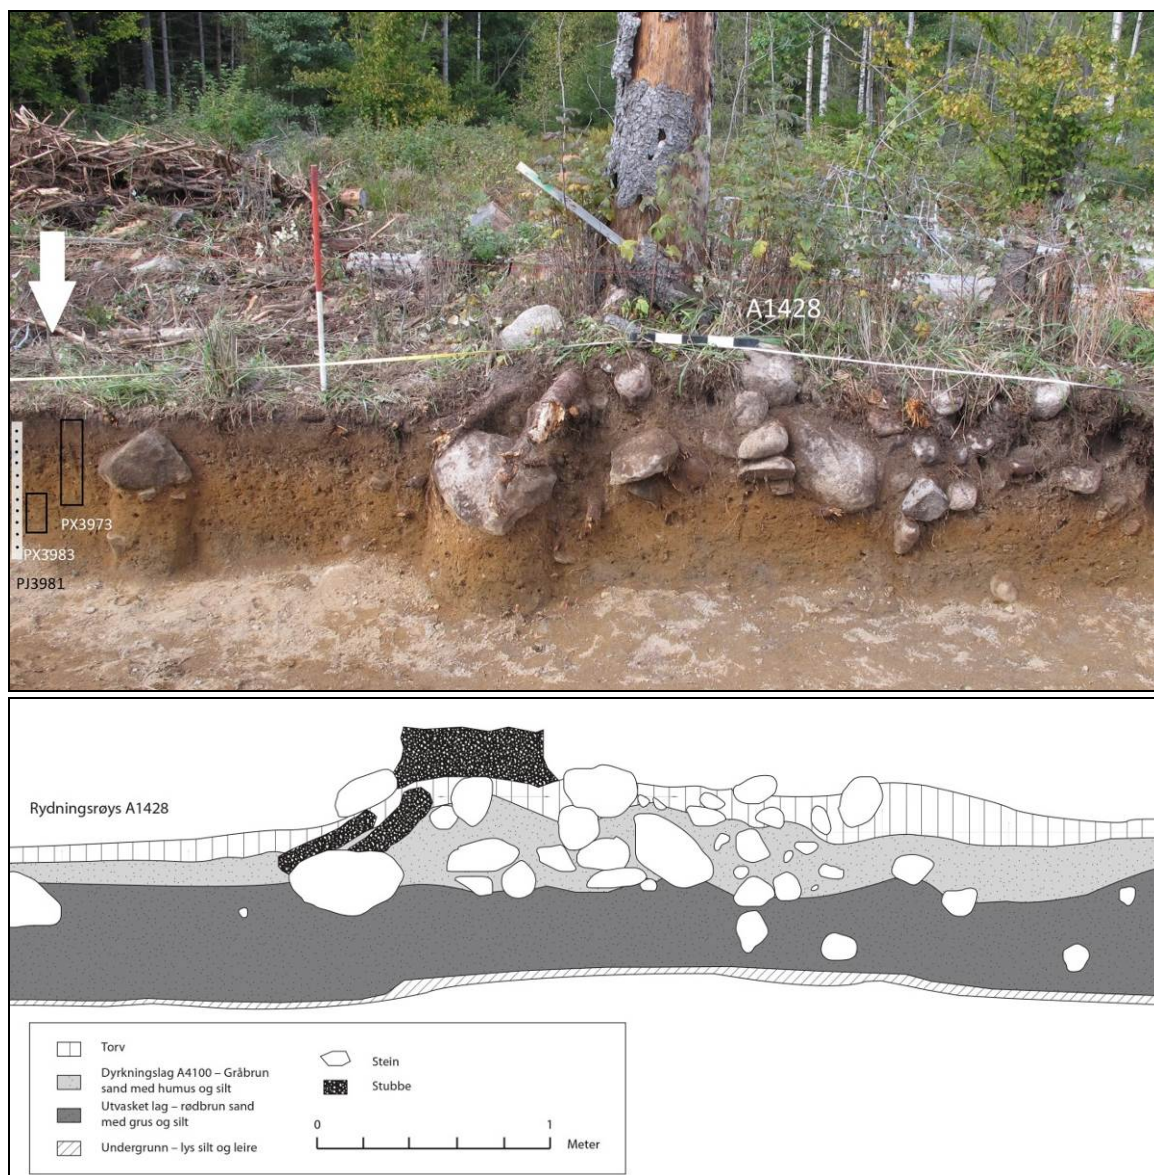 A1428
PX3973
PX3983
PJ3981
Rydningsrøys A1428
Torv
Dyrkningslag A4100 – Gråbrun
sand med humus og silt
Utvasket lag – rødbrun sand
med grus og silt
Undergrunn – lys silt og leire
Stein
Stubbe
0 1
Meter